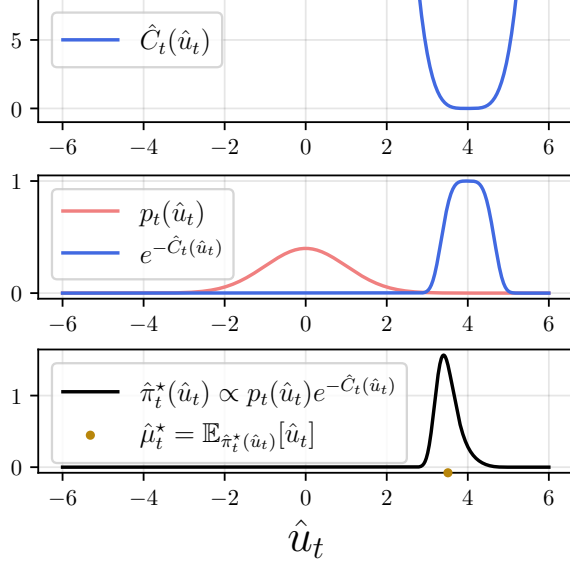 5
0
Ĉ_t(û_t)
−6 −4 −2 0 2 4 6
1
0
p_t(û_t)
e^{−Ĉ_t(û_t)}
−6 −4 −2 0 2 4 6
1
0
π̂_t^⋆(û_t) ∝ p_t(û_t)e^{−Ĉ_t(û_t)}
μ̂_t^⋆ = 𝔼_{π̂_t^⋆(û_t)}[û_t]
−6 −4 −2 0 2 4 6
û_t